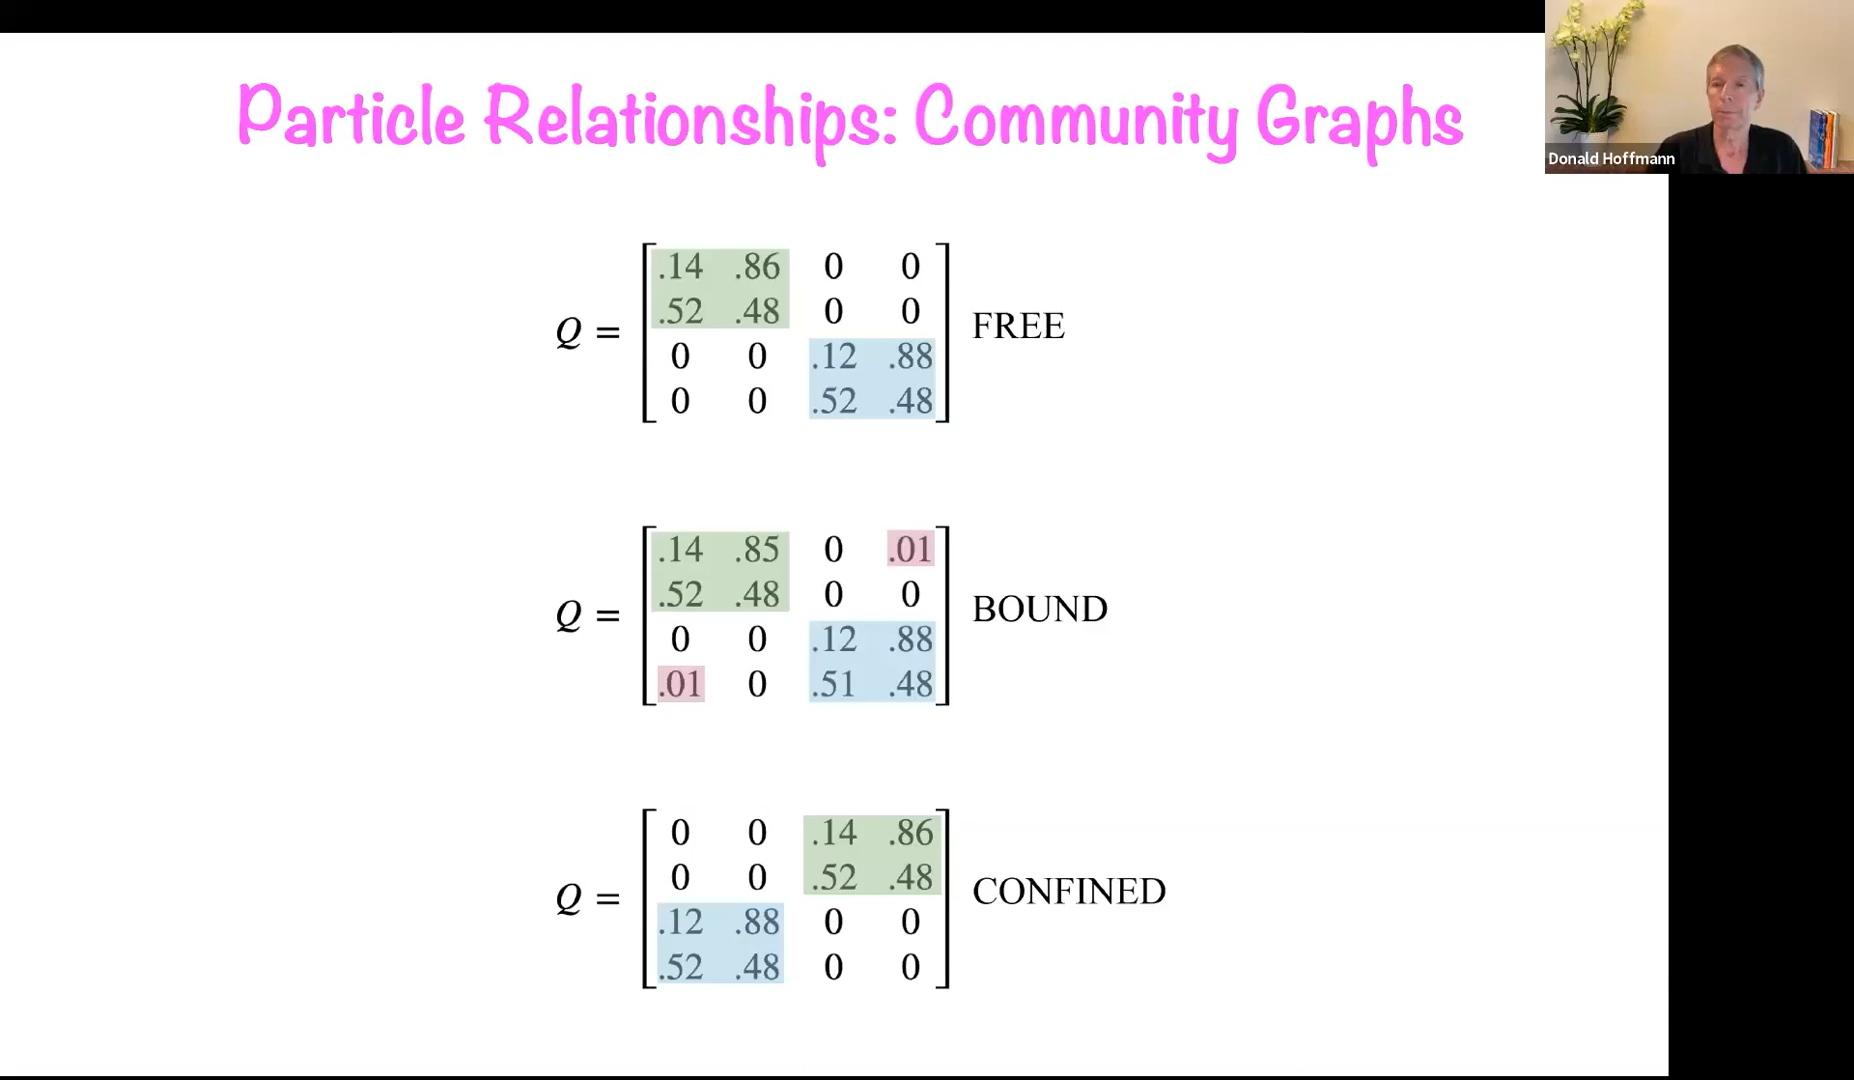 Particle Relationships: Community Graphs
Donald Hoffmann
.14 .86 0 0
.52 .48 0 0
Q = FREE
0 0 .12 .88
0 0 .52 .48
.14 .85 0 .01
.52 .48 0 0
Q = BOUND
0 0 .12 .88
.01 0 .51 .48
0 0 .14 .86
0 0 .52 .48
Q = CONFINED
.12 .88 0 0
.52 .48 0 0